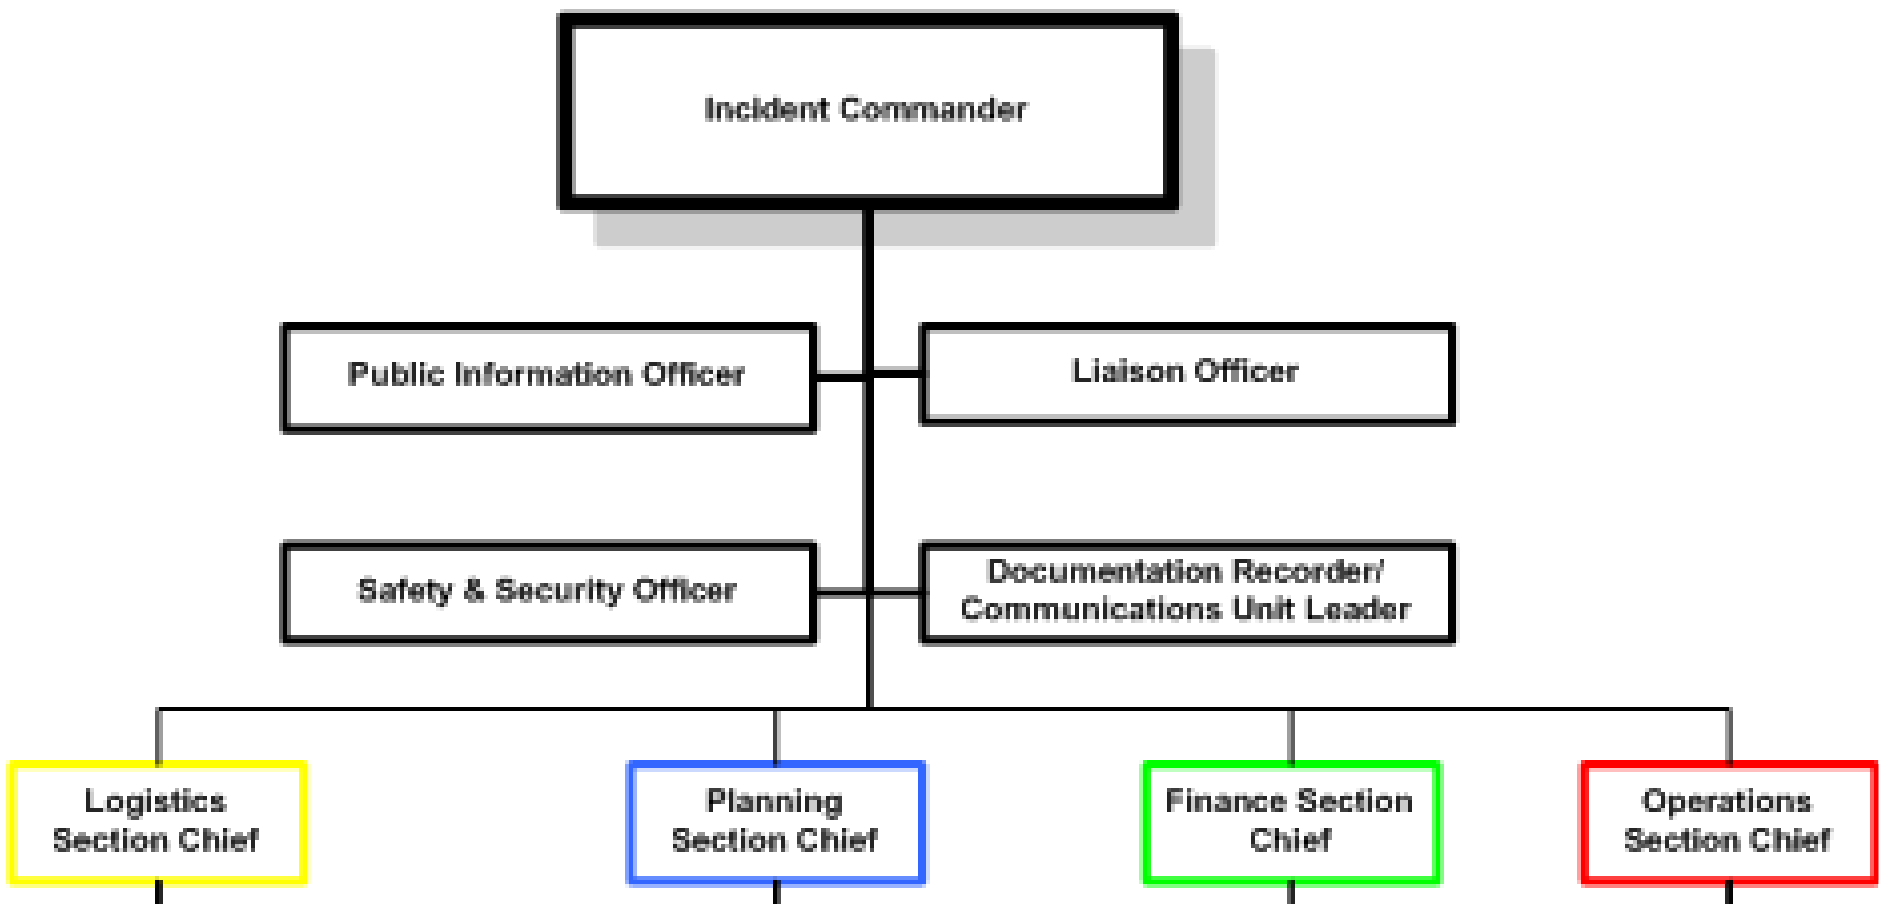 Incident Commander
Public Information Officer
Liaison Officer
Safety & Security Officer
Documentation Recorder/
Communications Unit Leader
Logistics
Section Chief
Planning
Section Chief
Finance Section
Chief
Operations
Section Chief